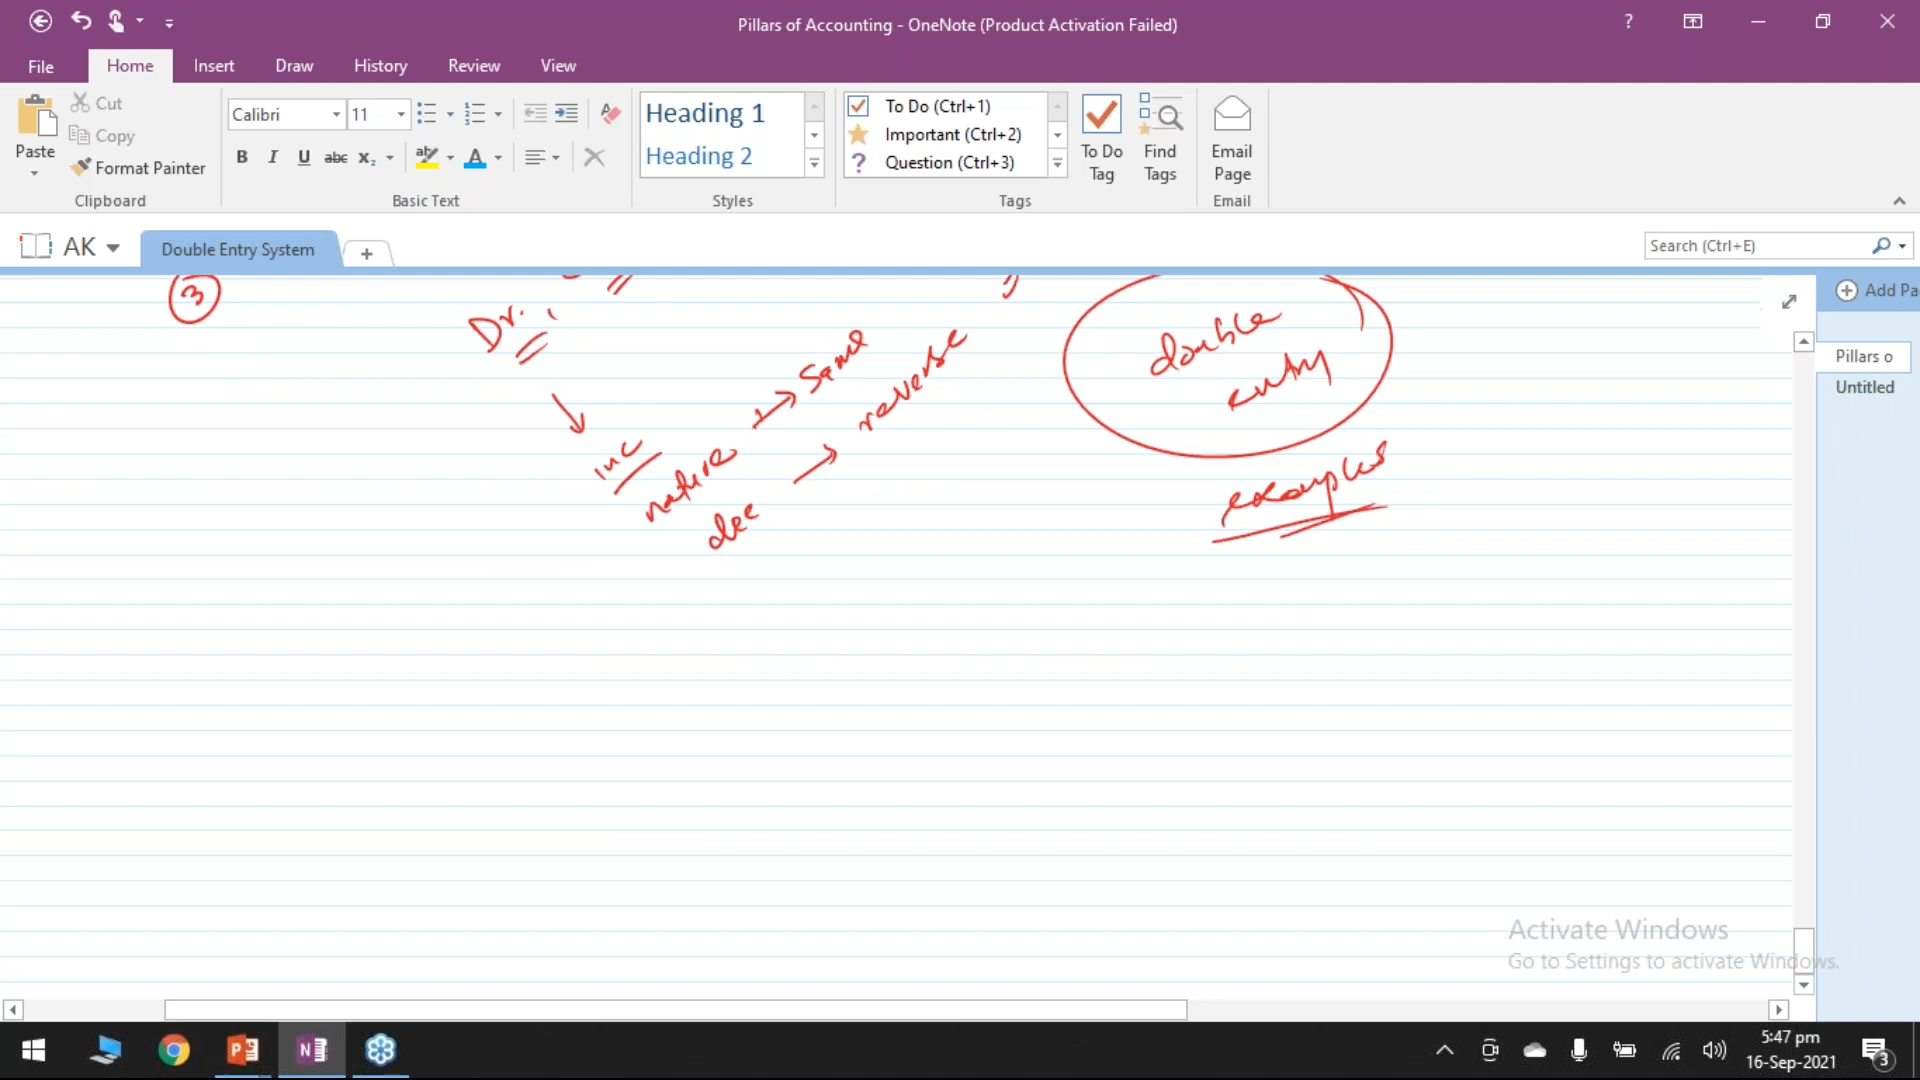 Pillars of Accounting - OneNote (Product Activation Failed)
?
File Home Insert Draw History Review View
Paste
Cut
Copy
Format Painter
Clipboard
Calibri 11
B I U abc X₂ A
Basic Text
Heading 1
Heading 2
Styles
To Do (Ctrl+1)
Important (Ctrl+2)
Question (Ctrl+3)
Tags
To Do Tag
Find Tags
Email Page
Email
AK Double Entry System +
Search (Ctrl+E)
Add Pa
Pillars o
Untitled
3
Dr.
inc
nature → Same
dec → reverse
double
entry
examples
Activate Windows
Go to Settings to activate Windows.
5:47 pm
16-Sep-2021
3